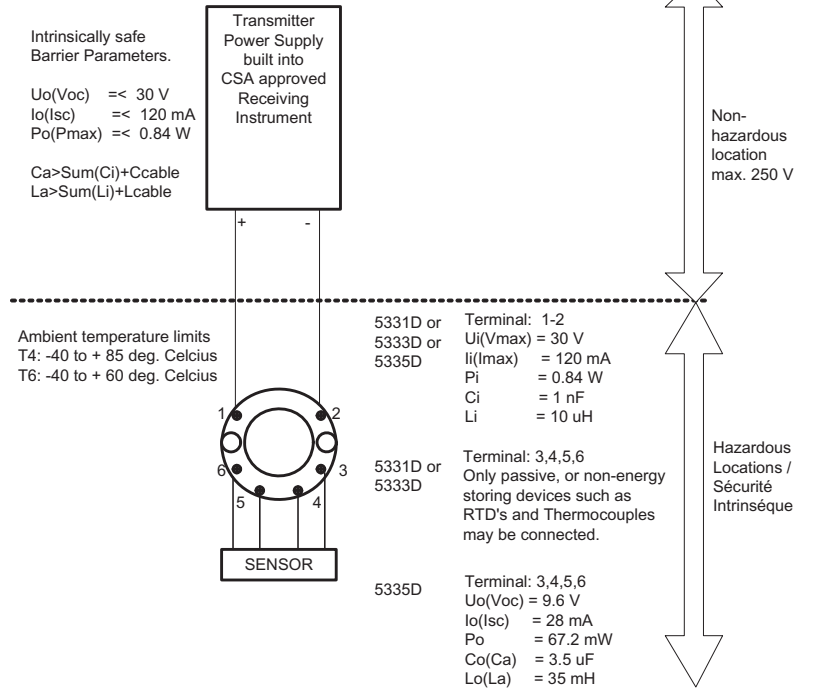 Intrinsically safe
Barrier Parameters.
Uo(Voc) =< 30 V
Io(Isc) =< 120 mA
Po(Pmax) =< 0.84 W
Ca>Sum(Ci)+Ccable
La>Sum(Li)+Lcable
Transmitter
Power Supply
built into
CSA approved
Receiving
Instrument
+ -
Non-
hazardous
location
max. 250 V
Ambient temperature limits
T4: -40 to + 85 deg. Celcius
T6: -40 to + 60 deg. Celcius
1 2
6 3
5 4
SENSOR
5331D or
5333D or
5335D
Terminal: 1-2
Ui(Vmax) = 30 V
Ii(Imax) = 120 mA
Pi = 0.84 W
Ci = 1 nF
Li = 10 uH
5331D or
5333D
Terminal: 3,4,5,6
Only passive, or non-energy
storing devices such as
RTD's and Thermocouples
may be connected.
5335D
Terminal: 3,4,5,6
Uo(Voc) = 9.6 V
Io(Isc) = 28 mA
Po = 67.2 mW
Co(Ca) = 3.5 uF
Lo(La) = 35 mH
Hazardous
Locations /
Sécurité
Intrinséque